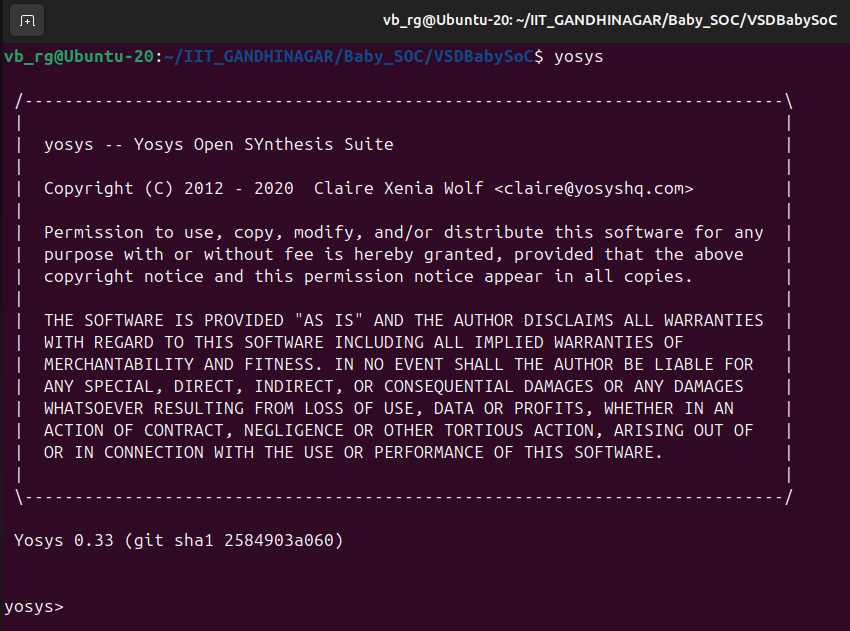 vb_rg@Ubuntu-20: ~/IIT_GANDHINAGAR/Baby_SOC/VSDBabySoC
vb_rg@Ubuntu-20:~/IIT_GANDHINAGAR/Baby_SOC/VSDBabySoC$ yosys
/----------------------------------------------------------------------------\
|                                                                            |
|  yosys -- Yosys Open SYnthesis Suite                                       |
|                                                                            |
|  Copyright (C) 2012 - 2020  Claire Xenia Wolf <claire@yosyshq.com>         |
|                                                                            |
|  Permission to use, copy, modify, and/or distribute this software for any  |
|  purpose with or without fee is hereby granted, provided that the above    |
|  copyright notice and this permission notice appear in all copies.         |
|                                                                            |
|  THE SOFTWARE IS PROVIDED "AS IS" AND THE AUTHOR DISCLAIMS ALL WARRANTIES  |
|  WITH REGARD TO THIS SOFTWARE INCLUDING ALL IMPLIED WARRANTIES OF          |
|  MERCHANTABILITY AND FITNESS. IN NO EVENT SHALL THE AUTHOR BE LIABLE FOR   |
|  ANY SPECIAL, DIRECT, INDIRECT, OR CONSEQUENTIAL DAMAGES OR ANY DAMAGES    |
|  WHATSOEVER RESULTING FROM LOSS OF USE, DATA OR PROFITS, WHETHER IN AN     |
|  ACTION OF CONTRACT, NEGLIGENCE OR OTHER TORTIOUS ACTION, ARISING OUT OF   |
|  OR IN CONNECTION WITH THE USE OR PERFORMANCE OF THIS SOFTWARE.            |
|                                                                            |
\----------------------------------------------------------------------------/
Yosys 0.33 (git sha1 2584903a060)
yosys>